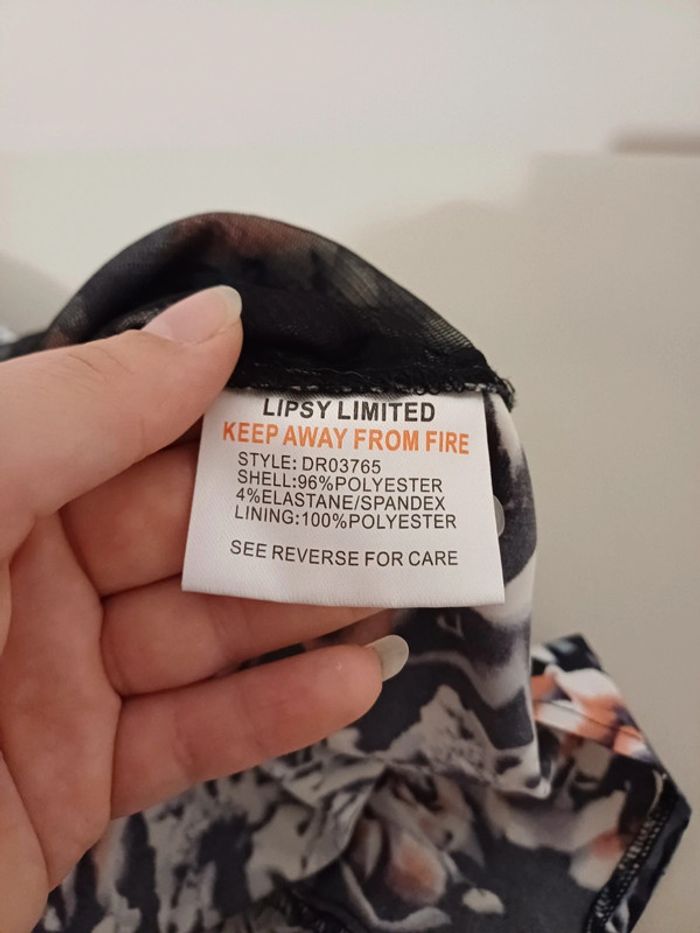 LIPSY LIMITED
KEEP AWAY FROM FIRE
STYLE: DR03765
SHELL:96%POLYESTER
4%ELASTANE/SPANDEX
LINING:100%POLYESTER
SEE REVERSE FOR CARE